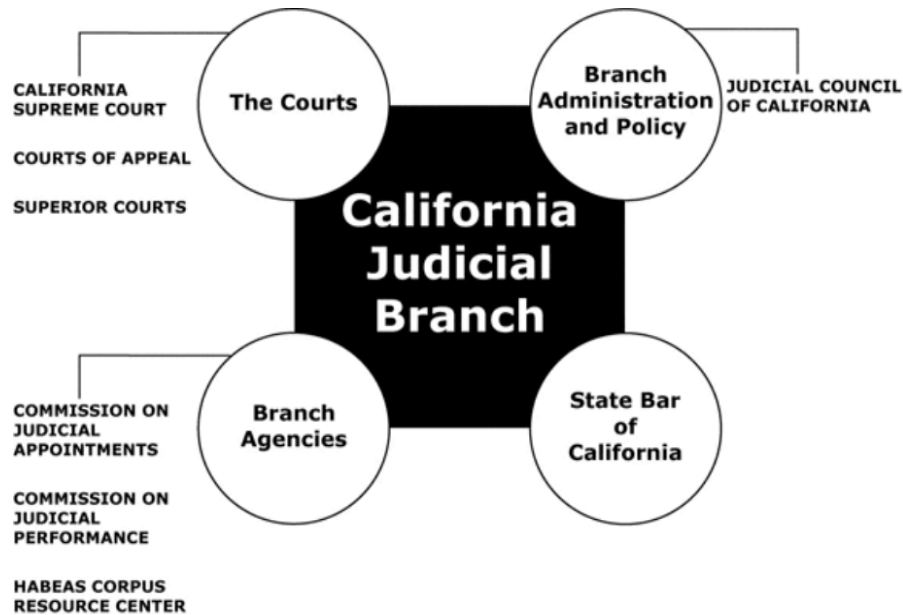 The Courts
CALIFORNIA
SUPREME COURT
COURTS OF APPEAL
SUPERIOR COURTS
Branch
Administration
and Policy
JUDICIAL COUNCIL
OF CALIFORNIA
California
Judicial
Branch
Branch
Agencies
COMMISSION ON
JUDICIAL
APPOINTMENTS
COMMISSION ON
JUDICIAL
PERFORMANCE
HABEAS CORPUS
RESOURCE CENTER
State Bar
of
California